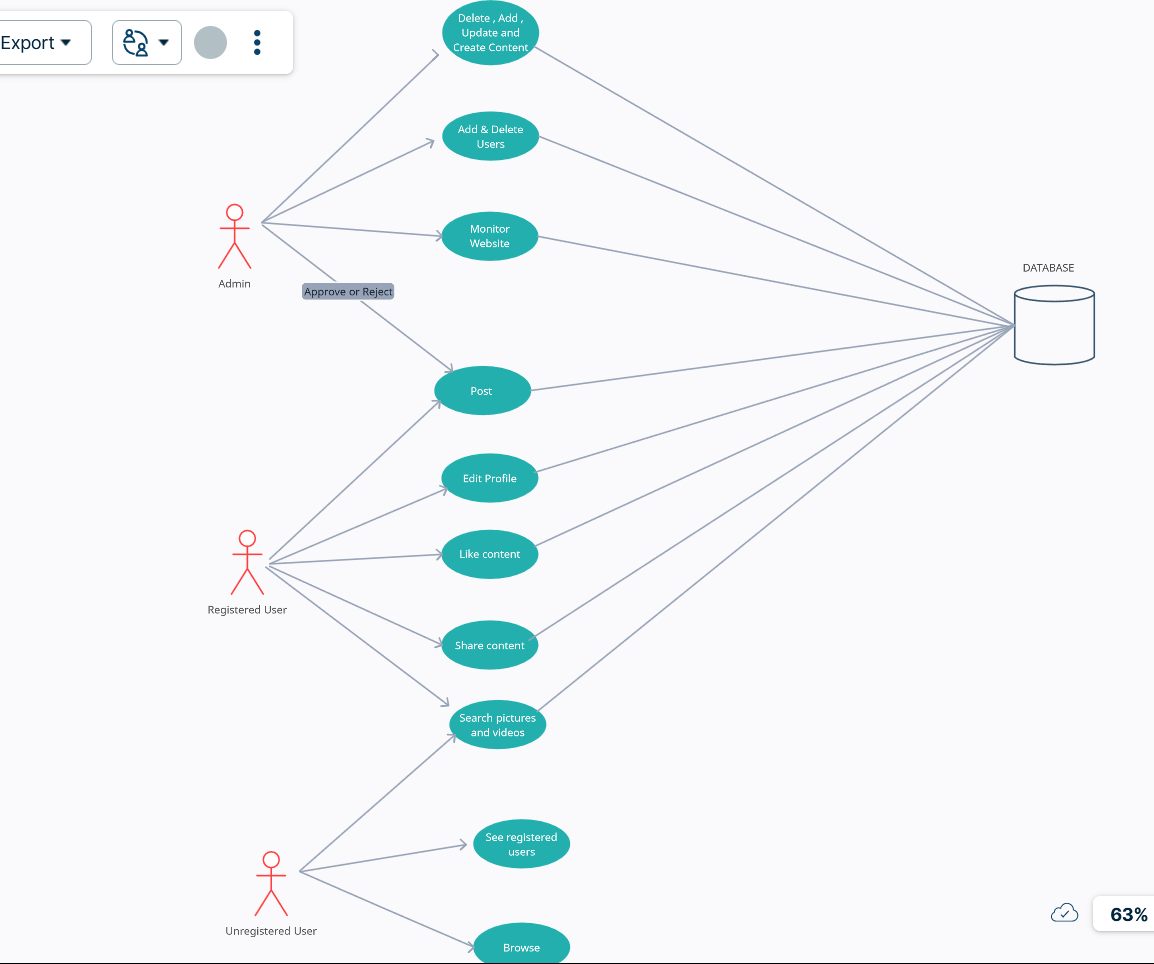 Export
Delete , Add ,
Update and
Create Content
Add & Delete
Users
Monitor
Website
Admin
DATABASE
Approve or Reject
Post
Edit Profile
Like content
Registered User
Share content
Search pictures
and videos
See registered
users
Unregistered User
63%
Browse